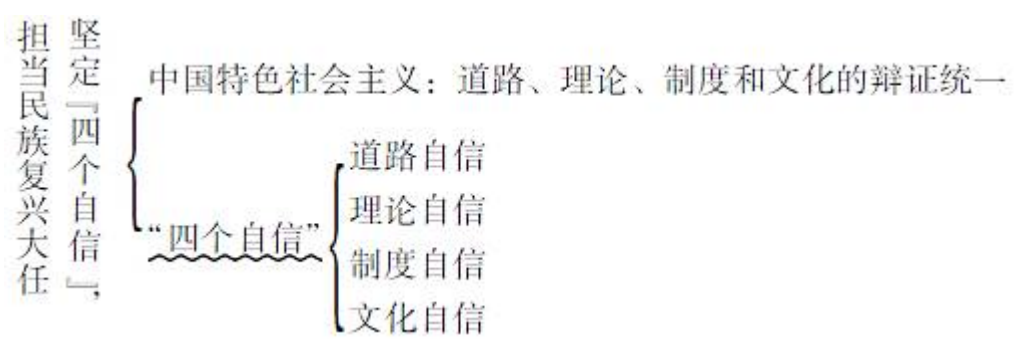 坚定『四个自信』,
担当民族复兴大任
中国特色社会主义：道路、理论、制度和文化的辩证统一
“四个自信”
道路自信
理论自信
制度自信
文化自信